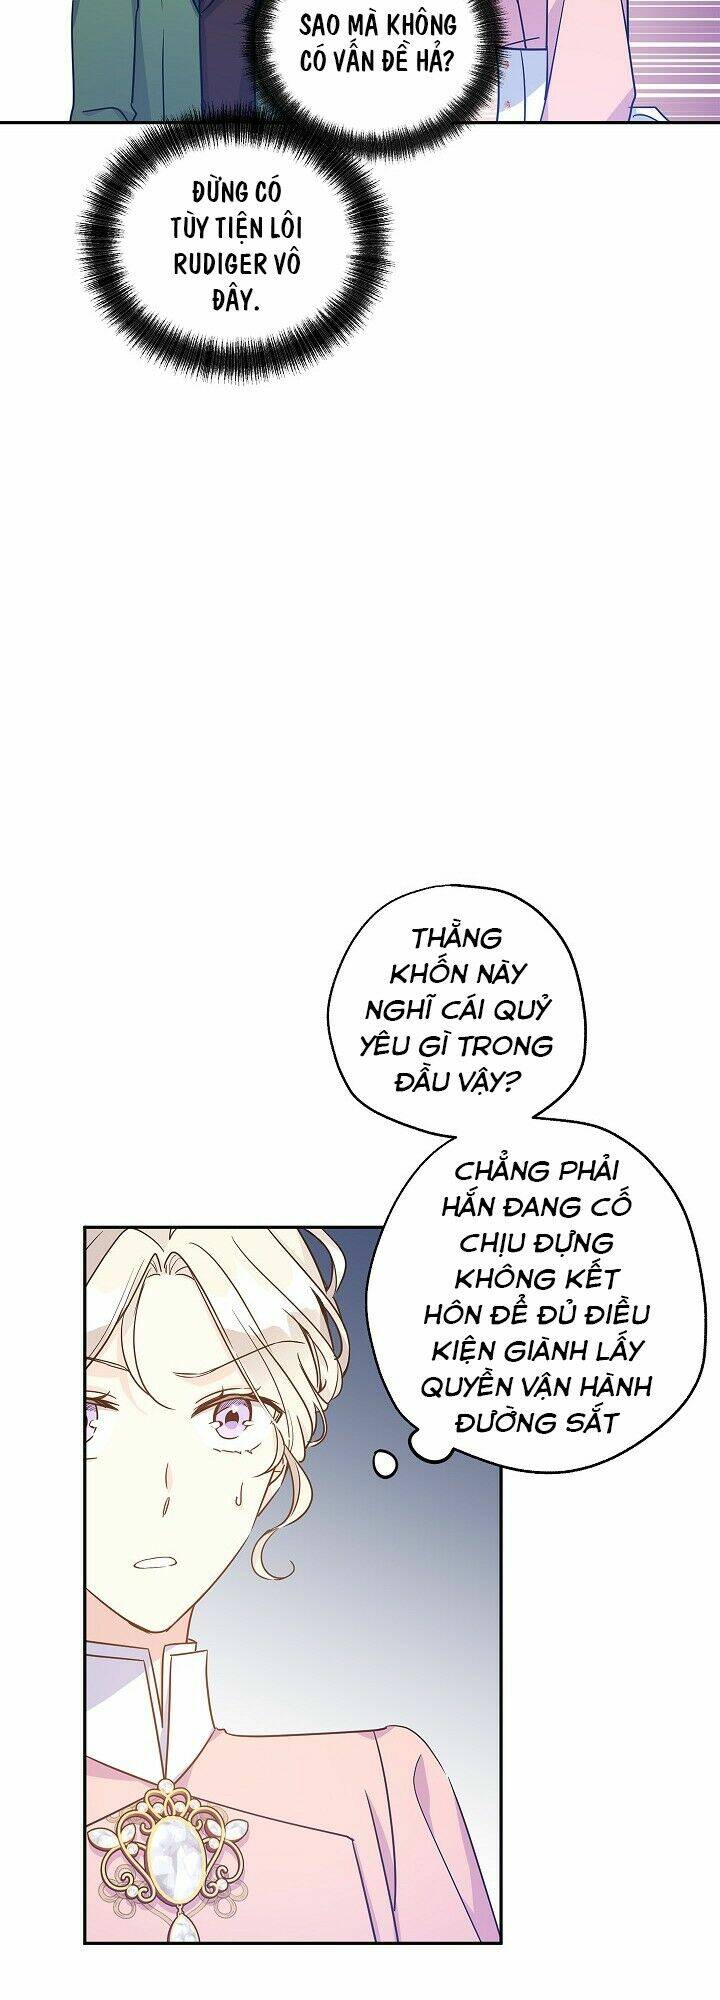 SAO MÀ KHÔNG
CÓ VẤN ĐỀ HẢ?
ĐỪNG CÓ
TÙY TIỆN LÔI
RUDIGER VÔ
ĐÂY.
THẰNG
KHỐN NÀY
NGHĨ CÁI QUỶ
YÊU GÌ TRONG
ĐẦU VẬY?
CHẲNG PHẢI
HẮN ĐANG CỐ
CHỊU ĐỰNG
KHÔNG KẾT
HÔN ĐỂ ĐỦ ĐIỀU
KIỆN GIÀNH LẤY
QUYỀN VẬN HÀNH
ĐƯỜNG SẮT